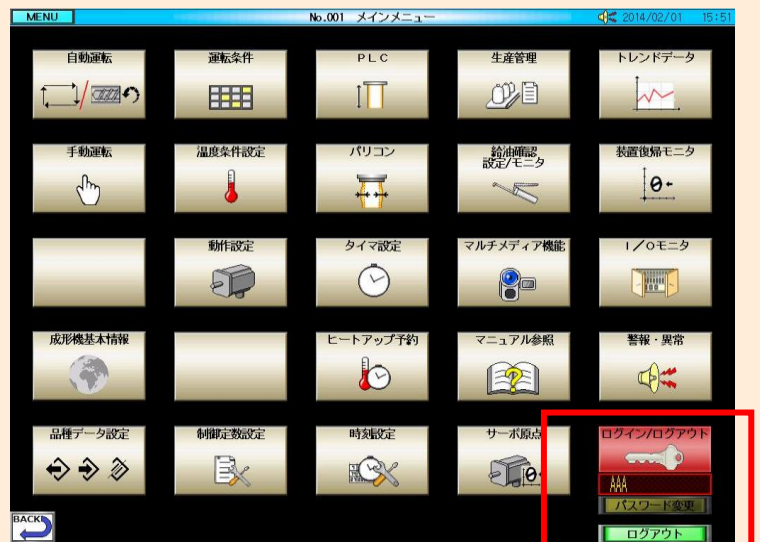 MENU
No.001 メインメニュー
2014/02/01 15:51
自動運転
運転条件
PLC
生産管理
トレンドデータ
手動運転
温度条件設定
パリコン
給油確認
設定/モニタ
装置復帰モニタ
動作設定
タイマ設定
マルチメディア機能
I/Oモニタ
成形機基本情報
ヒートアップ予約
マニュアル参照
警報・異常
品種データ設定
制御定数設定
時刻設定
サーボ原点
ログイン/ログアウト
AAA
パスワード変更
BACK
ログアウト